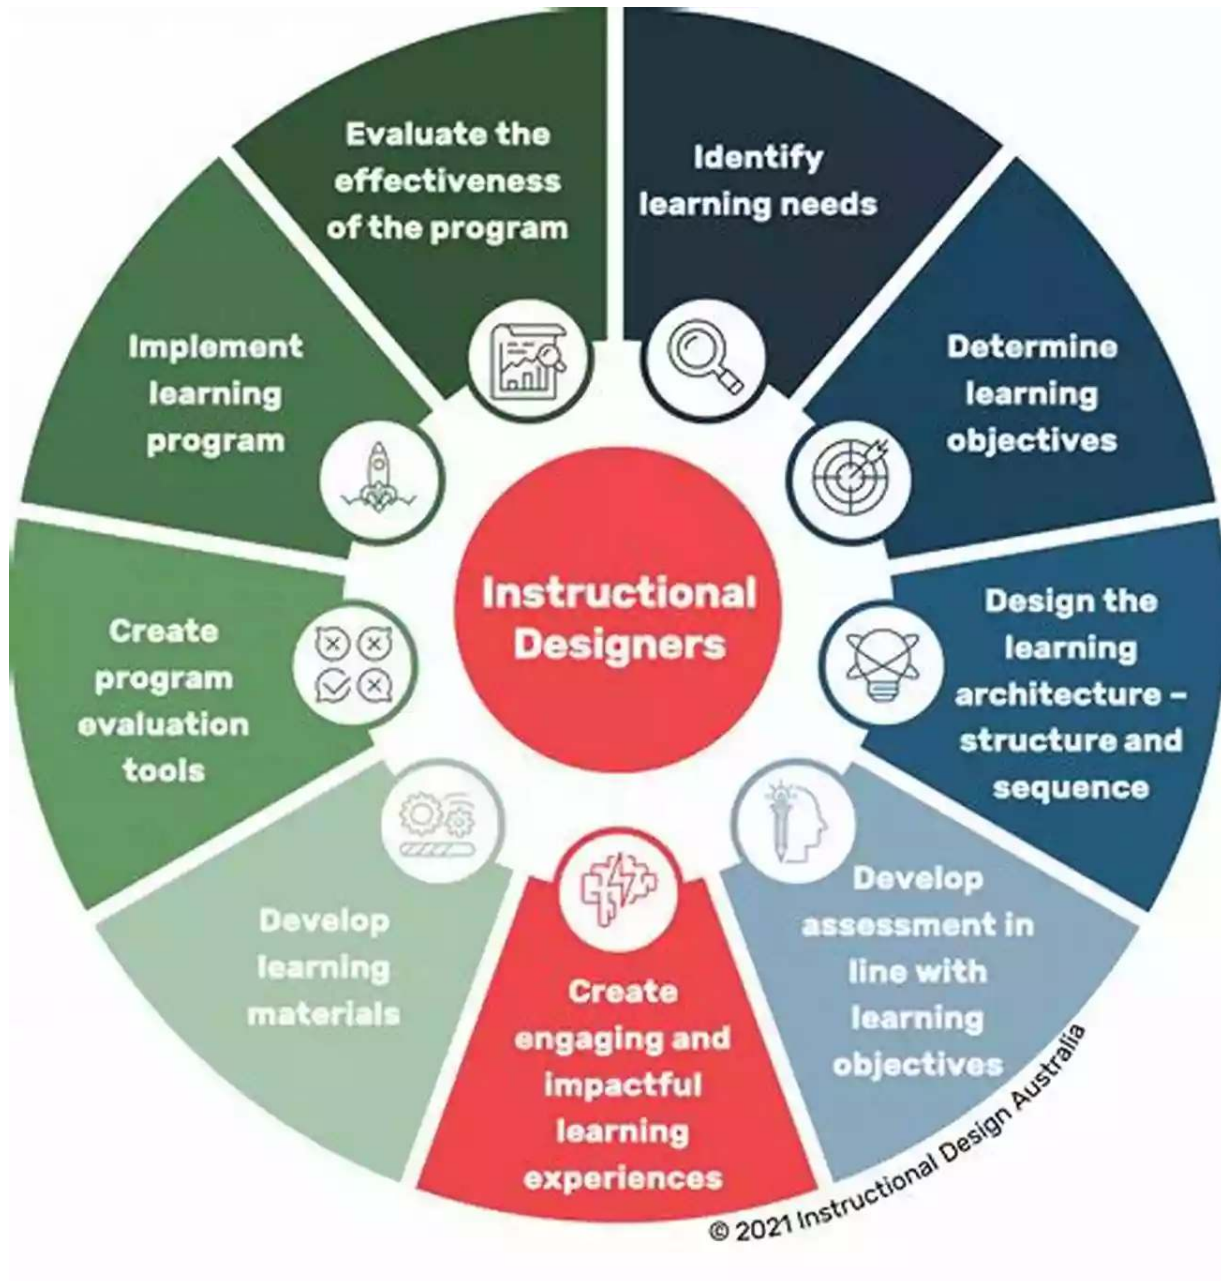 Instructional
Designers
Identify
learning needs
Determine
learning
objectives
Design the
learning
architecture –
structure and
sequence
Develop
assessment in
line with
learning
objectives
Create
engaging and
impactful
learning
experiences
Develop
learning
materials
Create
program
evaluation
tools
Implement
learning
program
Evaluate the
effectiveness
of the program
© 2021 Instructional Design Australia